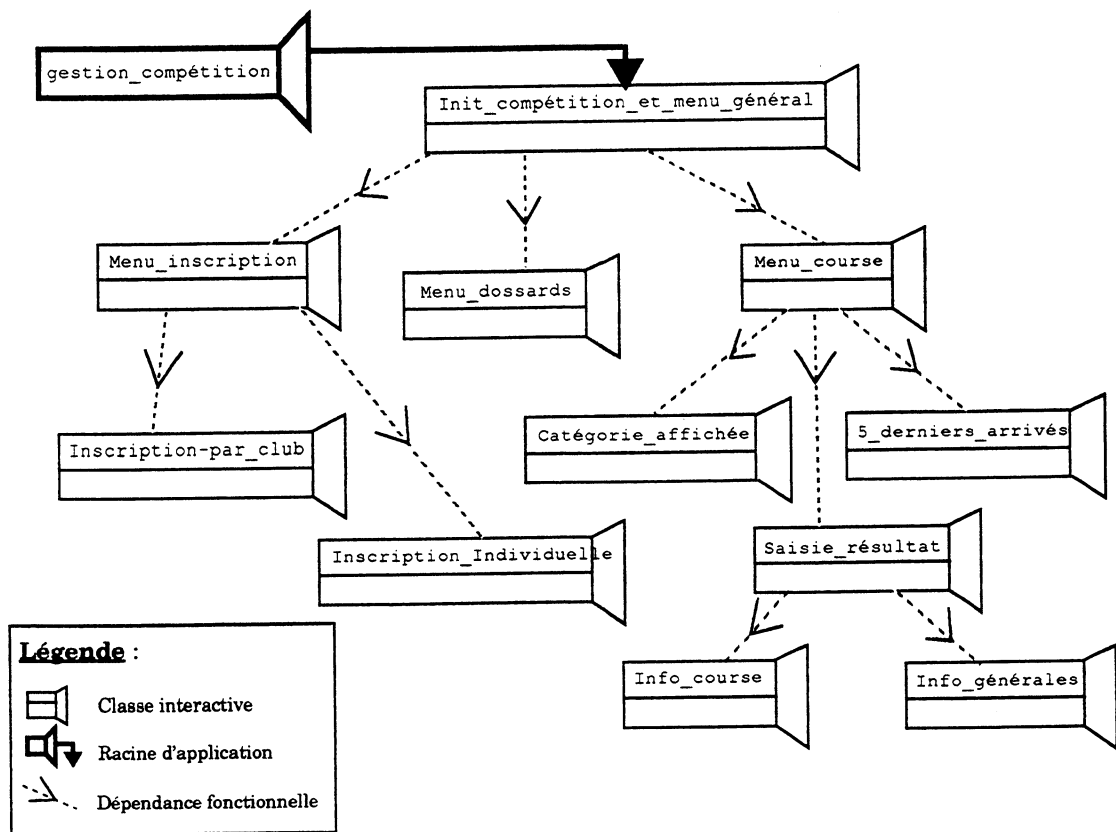 gestion_compétition
Init_compétition_et_menu_général
Menu_inscription
Menu_dossards
Menu_course
Inscription-par_club
Catégorie_affichée
5_derniers_arrivés
Inscription_Individuelle
Saisie_résultat
Info_course
Info_générales
Légende :
Classe interactive
Racine d'application
Dépendance fonctionnelle